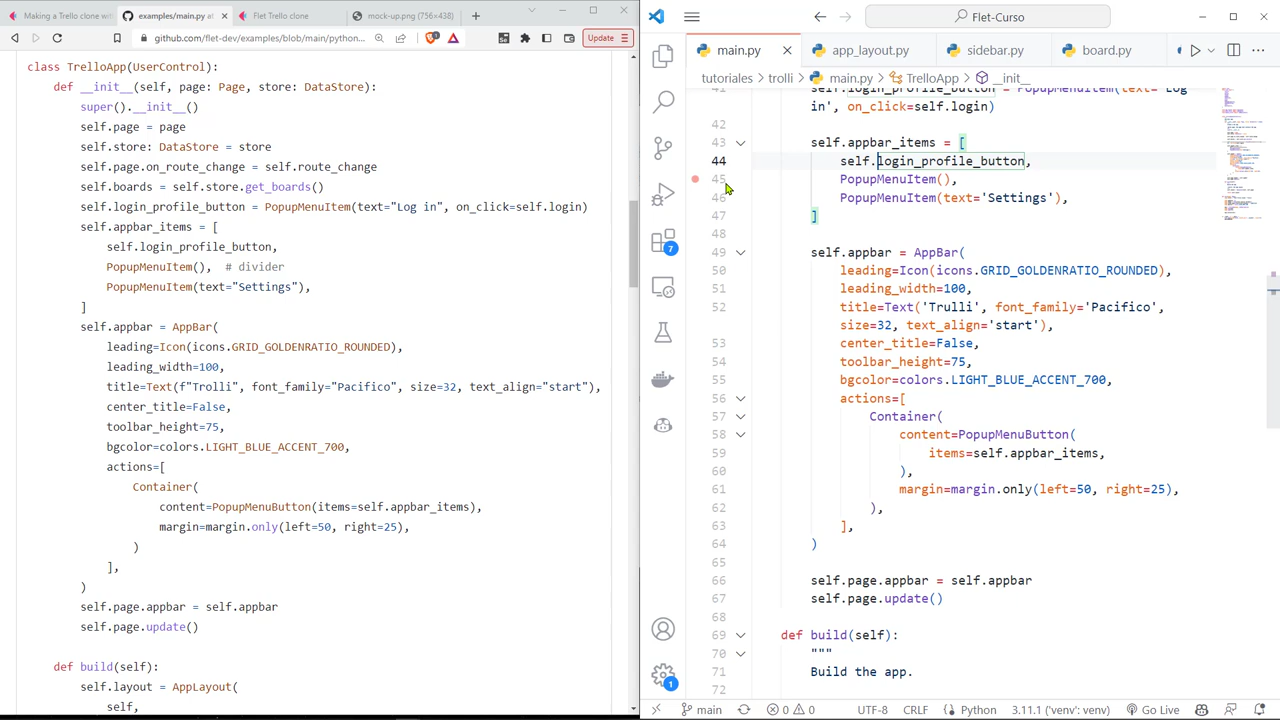 Making a Trello clone with
examples/main.py at
Trello clone
mock-up.png (756×438)
github.com/flet-dev/examples/blob/main/python...
Update
class TrelloApp(UserControl):
def __init__(self, page: Page, store: DataStore):
super().__init__()
self.page = page
self.store: DataStore = store
self.page.on_route_change = self.route_change
self.boards = self.store.get_boards()
self.login_profile_button = PopupMenuItem(text="Log in", on_click=self.login)
self.appbar_items = [
self.login_profile_button,
PopupMenuItem(), # divider
PopupMenuItem(text="Settings"),
]
self.appbar = AppBar(
leading=Icon(icons.GRID_GOLDENRATIO_ROUNDED),
leading_width=100,
title=Text(f"Trolli", font_family="Pacifico", size=32, text_align="start"),
center_title=False,
toolbar_height=75,
bgcolor=colors.LIGHT_BLUE_ACCENT_700,
actions=[
Container(
content=PopupMenuButton(items=self.appbar_items),
margin=margin.only(left=50, right=25),
)
],
)
self.page.appbar = self.appbar
self.page.update()
def build(self):
self.layout = AppLayout(
self,
Flet-Curso
main.py
app_layout.py
sidebar.py
board.py
tutoriales
trolli
main.py
TrelloApp
__init__
41 self.login_profile_button = PopupMenuItem(text='Log
in', on_click=self.login)
42
43 self.appbar_items = [
44 self.login_profile_button,
45 PopupMenuItem(),
46 PopupMenuItem(text='Settings'),
47 ]
48
49 self.appbar = AppBar(
50 leading=Icon(icons.GRID_GOLDENRATIO_ROUNDED),
51 leading_width=100,
52 title=Text('Trulli', font_family='Pacifico',
size=32, text_align='start'),
53 center_title=False,
54 toolbar_height=75,
55 bgcolor=colors.LIGHT_BLUE_ACCENT_700,
56 actions=[
57 Container(
58 content=PopupMenuButton(
59 items=self.appbar_items,
60 ),
61 margin=margin.only(left=50, right=25),
62 ),
63 ],
64 )
65
66 self.page.appbar = self.appbar
67 self.page.update()
68
69 def build(self):
70 """
71 Build the app.
72
7
1
main
0
0
UTF-8
CRLF
Python
3.11.1 ('venv': venv)
Go Live